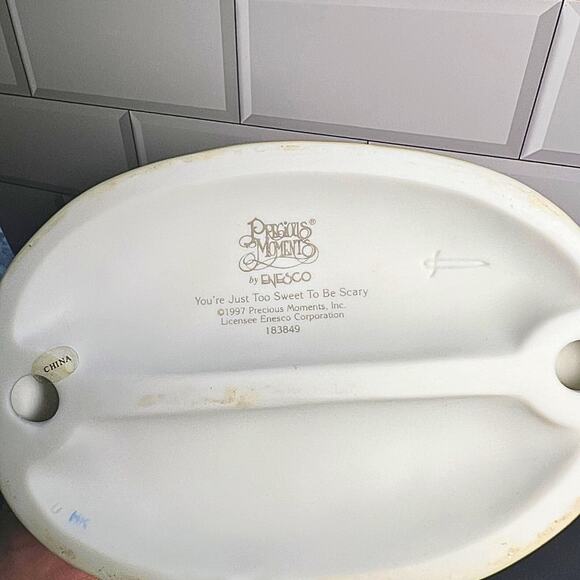 PRECIOUS®
MOMENTS
by ENESCO
You're Just Too Sweet To Be Scary
©1997 Precious Moments, Inc.
Licensee Enesco Corporation
183849
CHINA